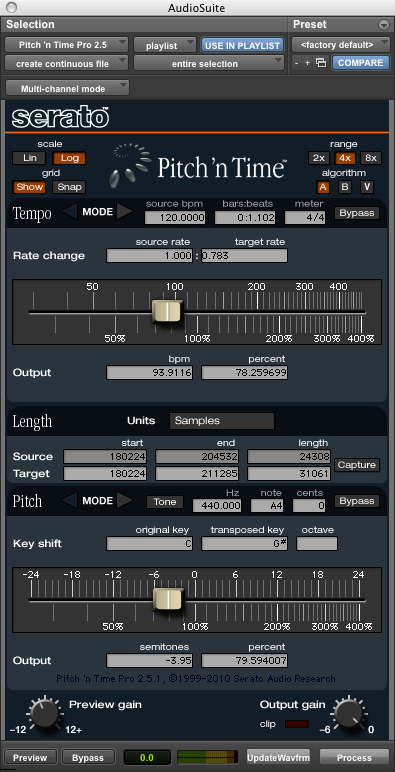 AudioSuite
Selection Preset
Pitch 'n Time Pro 2.5 playlist USE IN PLAYLIST <factory default>
create continuous file entire selection - + COMPARE
Multi-channel mode
serato™
scale range
Lin Log Pitch 'n Time™ 2x 4x 8x
grid algorithm
Show Snap A B V
source bpm bars:beats meter
Tempo MODE 120.0000 0:1.102 4/4 Bypass
source rate target rate
Rate change 1.000 : 0.783
50 100 200 300 400
50% 100% 200% 300% 400%
bpm percent
Output 93.9116 78.259699
Length Units Samples
start end length
Source 180224 204532 24308
Target 180224 211285 31061 Capture
Hz note cents
Pitch MODE Tone 440.000 A4 0 Bypass
original key transposed key octave
Key shift C G#
-24 -18 -12 -6 0 6 12 18 24
50% 100% 200% 300% 400%
semitones percent
Output -3.95 79.594007
Pitch 'n Time Pro 2.5.1, ©1999-2010 Serato Audio Research
Preview gain Output gain
clip
-12 12+ -6 0
Preview Bypass 0.0 UpdateWavfrm Process